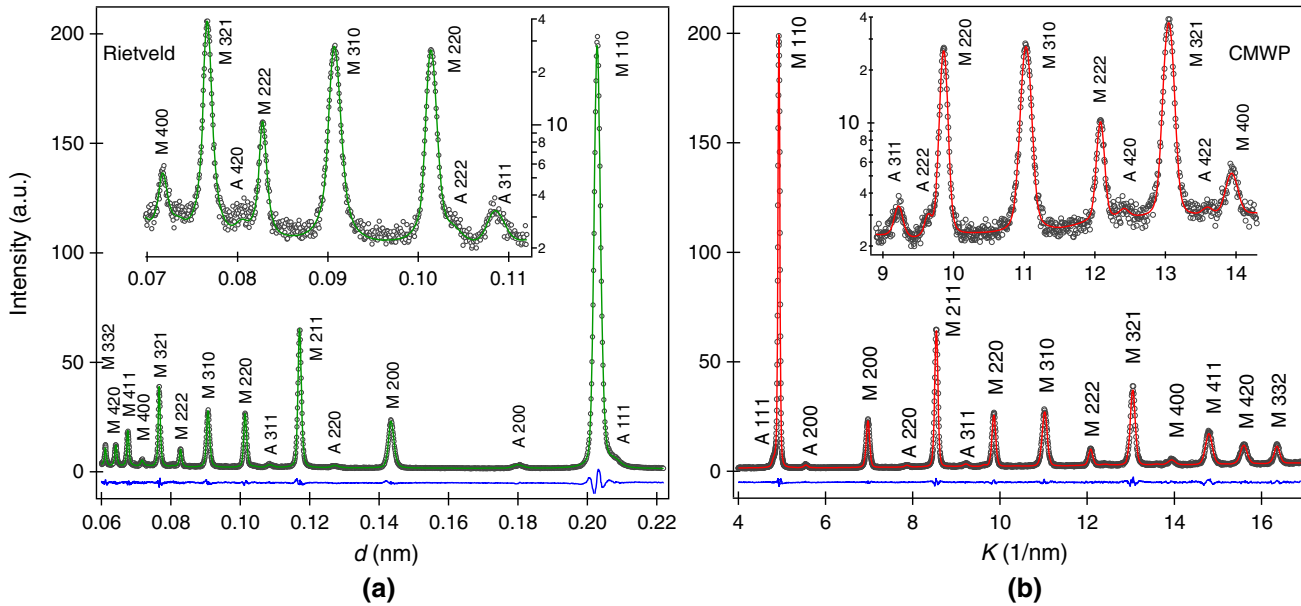 Rietveld
M 400
M 321
A 420
M 222
M 310
M 220
A 222
A 311
4
2
10
8
6
4
2
0.07 0.08 0.09 0.10 0.11
M 110
Intensity (a.u.)
200
150
100
50
0
M 332
M 420
M 411
M 400
M 321
M 222
M 310
M 220
A 311
M 211
A 220
M 200
A 200
A 111
0.06 0.08 0.10 0.12 0.14 0.16 0.18 0.20 0.22
d (nm)
(a)
CMWP
M 110
4
2
10
8
6
4
2
A 311
A 222
M 220
M 310
M 222
A 420
M 321
A 422
M 400
9 10 11 12 13 14
200
150
100
50
0
A 111
A 200
M 200
A 220
M 211
A 311
M 220
M 310
M 222
M 321
M 400
M 411
M 420
M 332
4 6 8 10 12 14 16
K (1/nm)
(b)